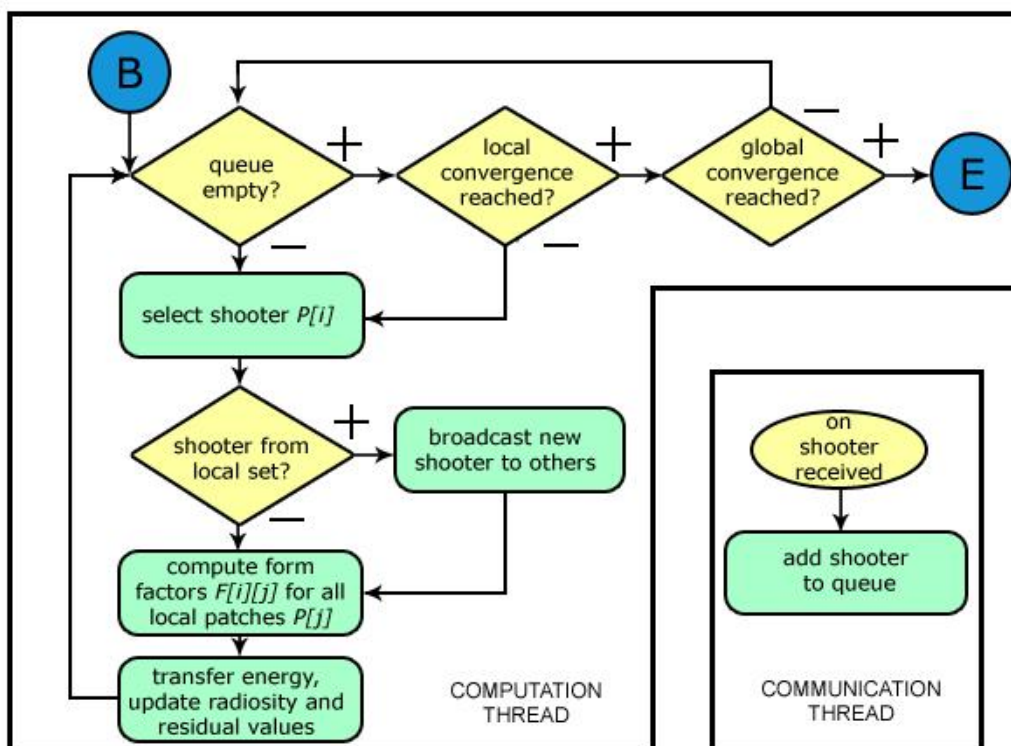 B
queue
empty?
+
local
convergence
reached?
+
global
convergence
reached?
−
+
E
−
−
select shooter P[i]
shooter from
local set?
+
broadcast new
shooter to others
−
compute form
factors F[i][j] for all
local patches P[j]
transfer energy,
update radiosity and
residual values
COMPUTATION
THREAD
on
shooter
received
add shooter
to queue
COMMUNICATION
THREAD